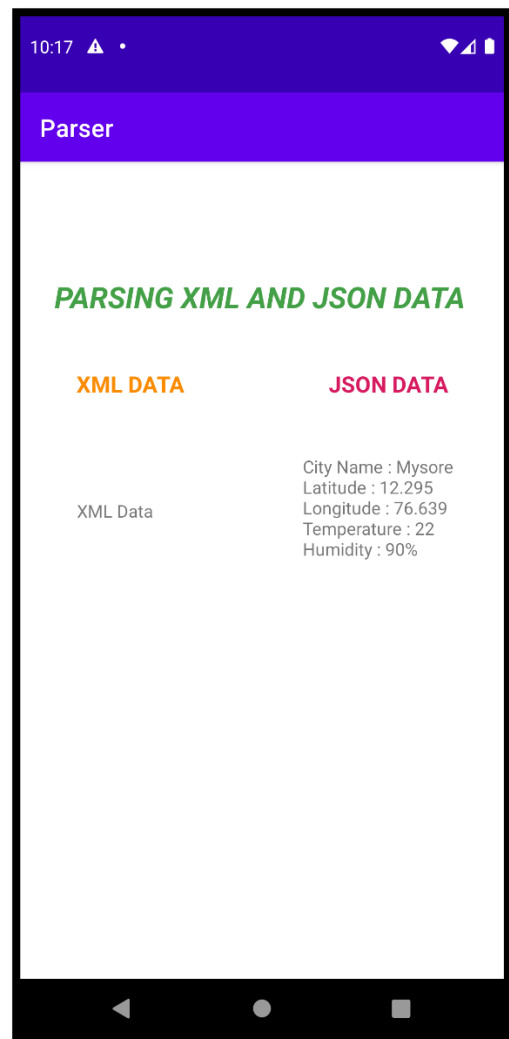 10:17
Parser
PARSING XML AND JSON DATA
XML DATA
JSON DATA
XML Data
City Name : Mysore
Latitude : 12.295
Longitude : 76.639
Temperature : 22
Humidity : 90%